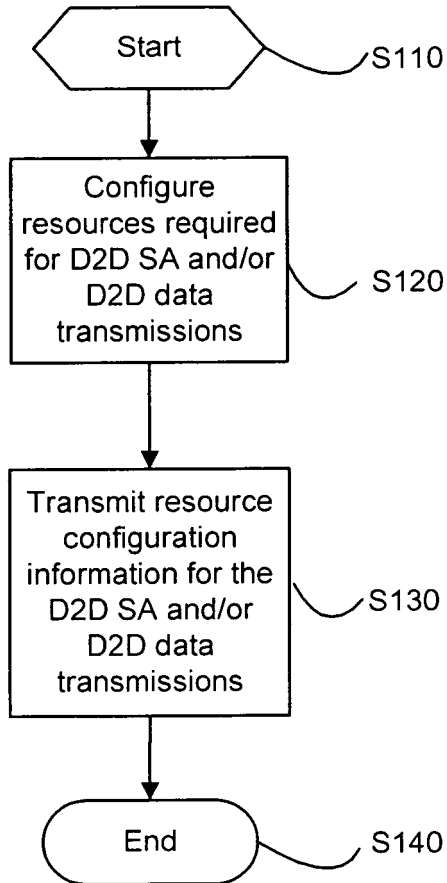 Start
S110
Configure
resources required
for D2D SA and/or
D2D data
transmissions
S120
Transmit resource
configuration
information for the
D2D SA and/or
D2D data
transmissions
S130
End
S140